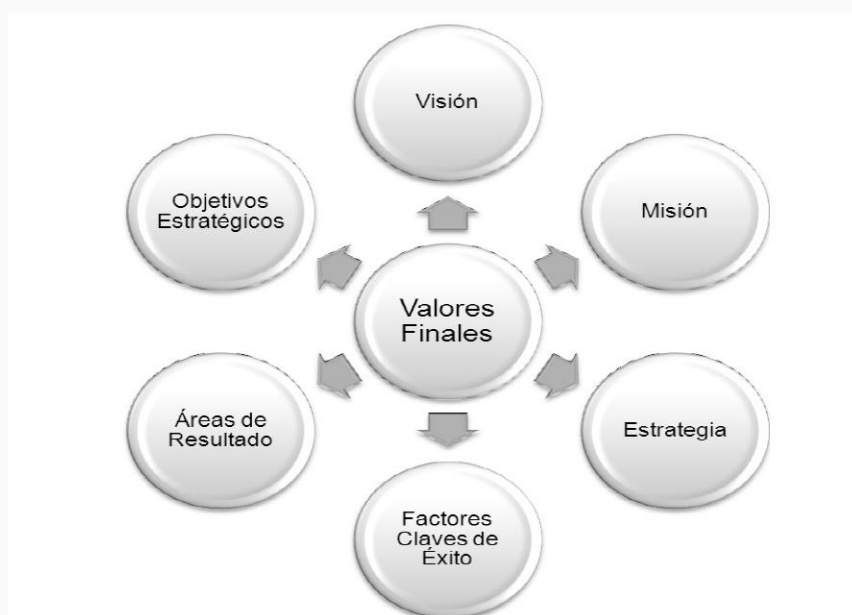 Visión
Objetivos
Estratégicos
Misión
Valores
Finales
Áreas de
Resultado
Estrategia
Factores
Claves de
Éxito